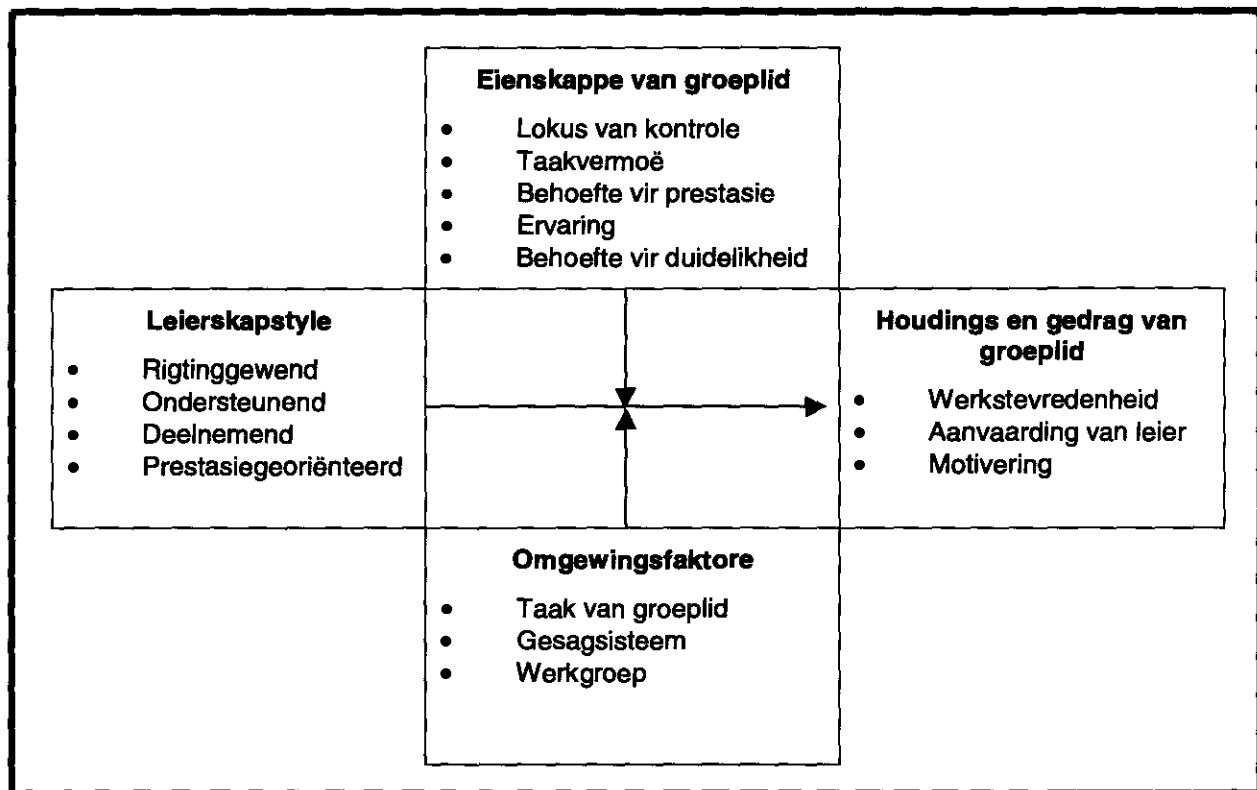 Eienskappe van groeplid
• Lokus van kontrole
• Taakvermoë
• Behoefte vir prestasie
• Ervaring
• Behoefte vir duidelikheid
Leierskapstyle
• Rigtinggewend
• Ondersteunend
• Deelnemend
• Prestasiegeoriënteerd
Houdings en gedrag van
groeplid
• Werkstevredenheid
• Aanvaarding van leier
• Motivering
Omgewingsfaktore
• Taak van groeplid
• Gesagsisteem
• Werkgroep